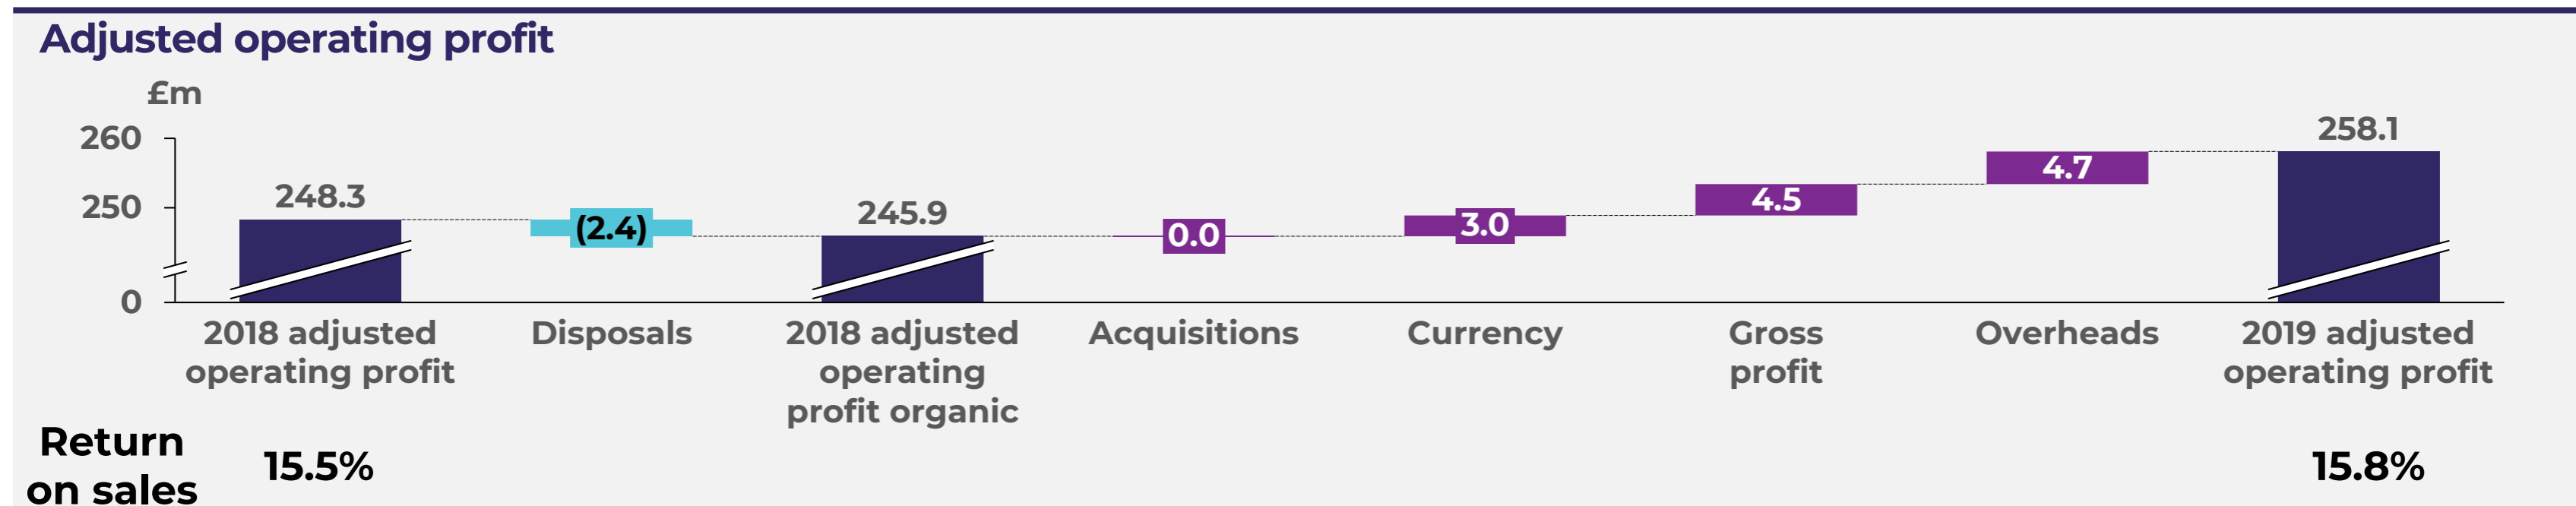 Adjusted operating profit
£m
260
250
0
248.3
(2.4)
245.9
0.0
3.0
4.5
4.7
258.1
2018 adjusted
operating profit
Disposals
2018 adjusted
operating
profit organic
Acquisitions
Currency
Gross
profit
Overheads
2019 adjusted
operating profit
Return
on sales
15.5%
15.8%